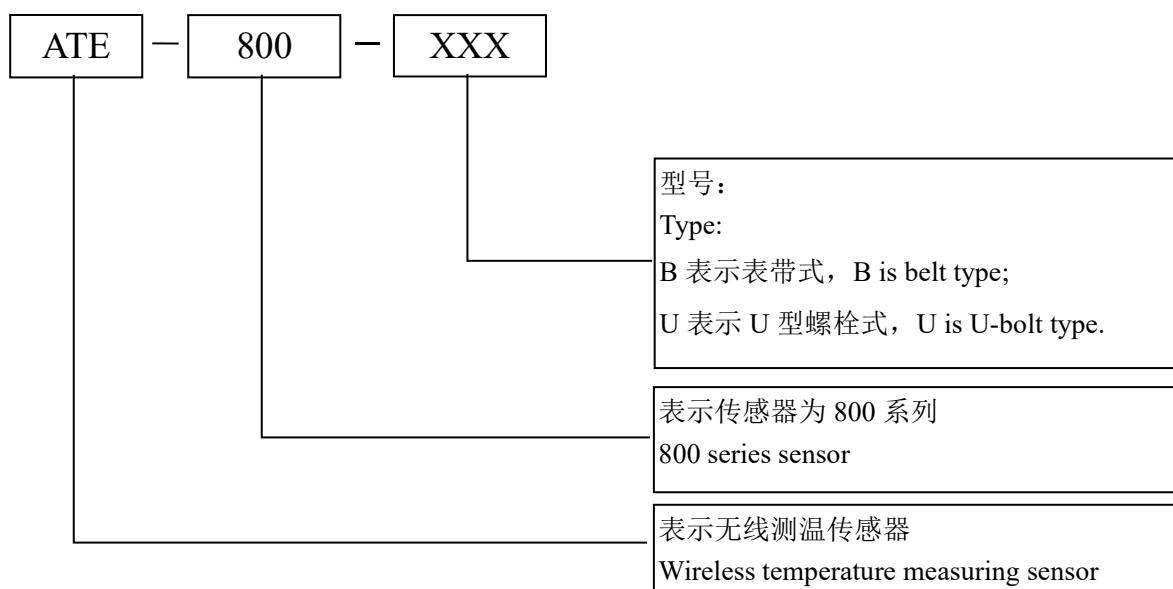 ATE — 800 — XXX
型号：
Type:
B 表示表带式，B is belt type;
U 表示 U 型螺栓式，U is U-bolt type.
表示传感器为 800 系列
800 series sensor
表示无线测温传感器
Wireless temperature measuring sensor